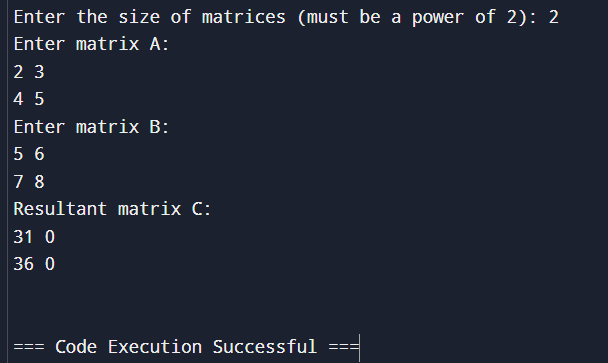 Enter the size of matrices (must be a power of 2): 2
Enter matrix A:
2 3
4 5
Enter matrix B:
5 6
7 8
Resultant matrix C:
31 0
36 0
=== Code Execution Successful ===